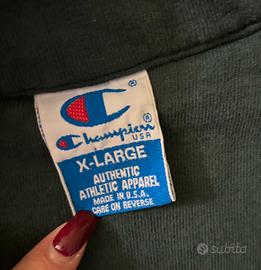 Champion
USA
X-LARGE
AUTHENTIC
ATHLETIC APPAREL
MADE IN U.S.A.
CARE ON REVERSE
subito